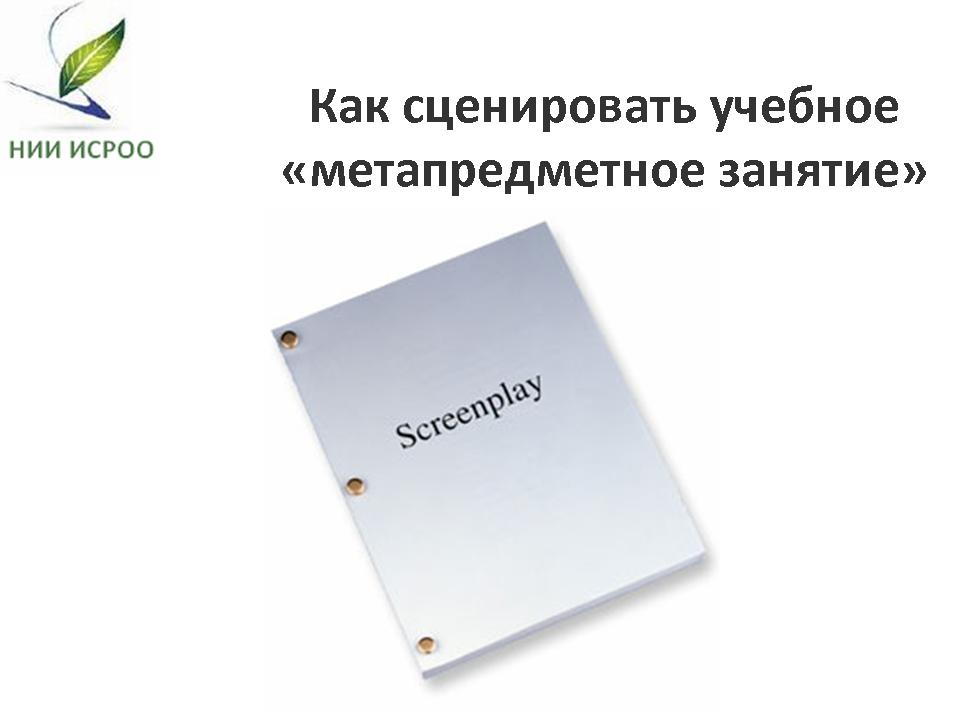 НИИ ИСРОО
Как сценировать учебное
«метапредметное занятие»
Screenplay